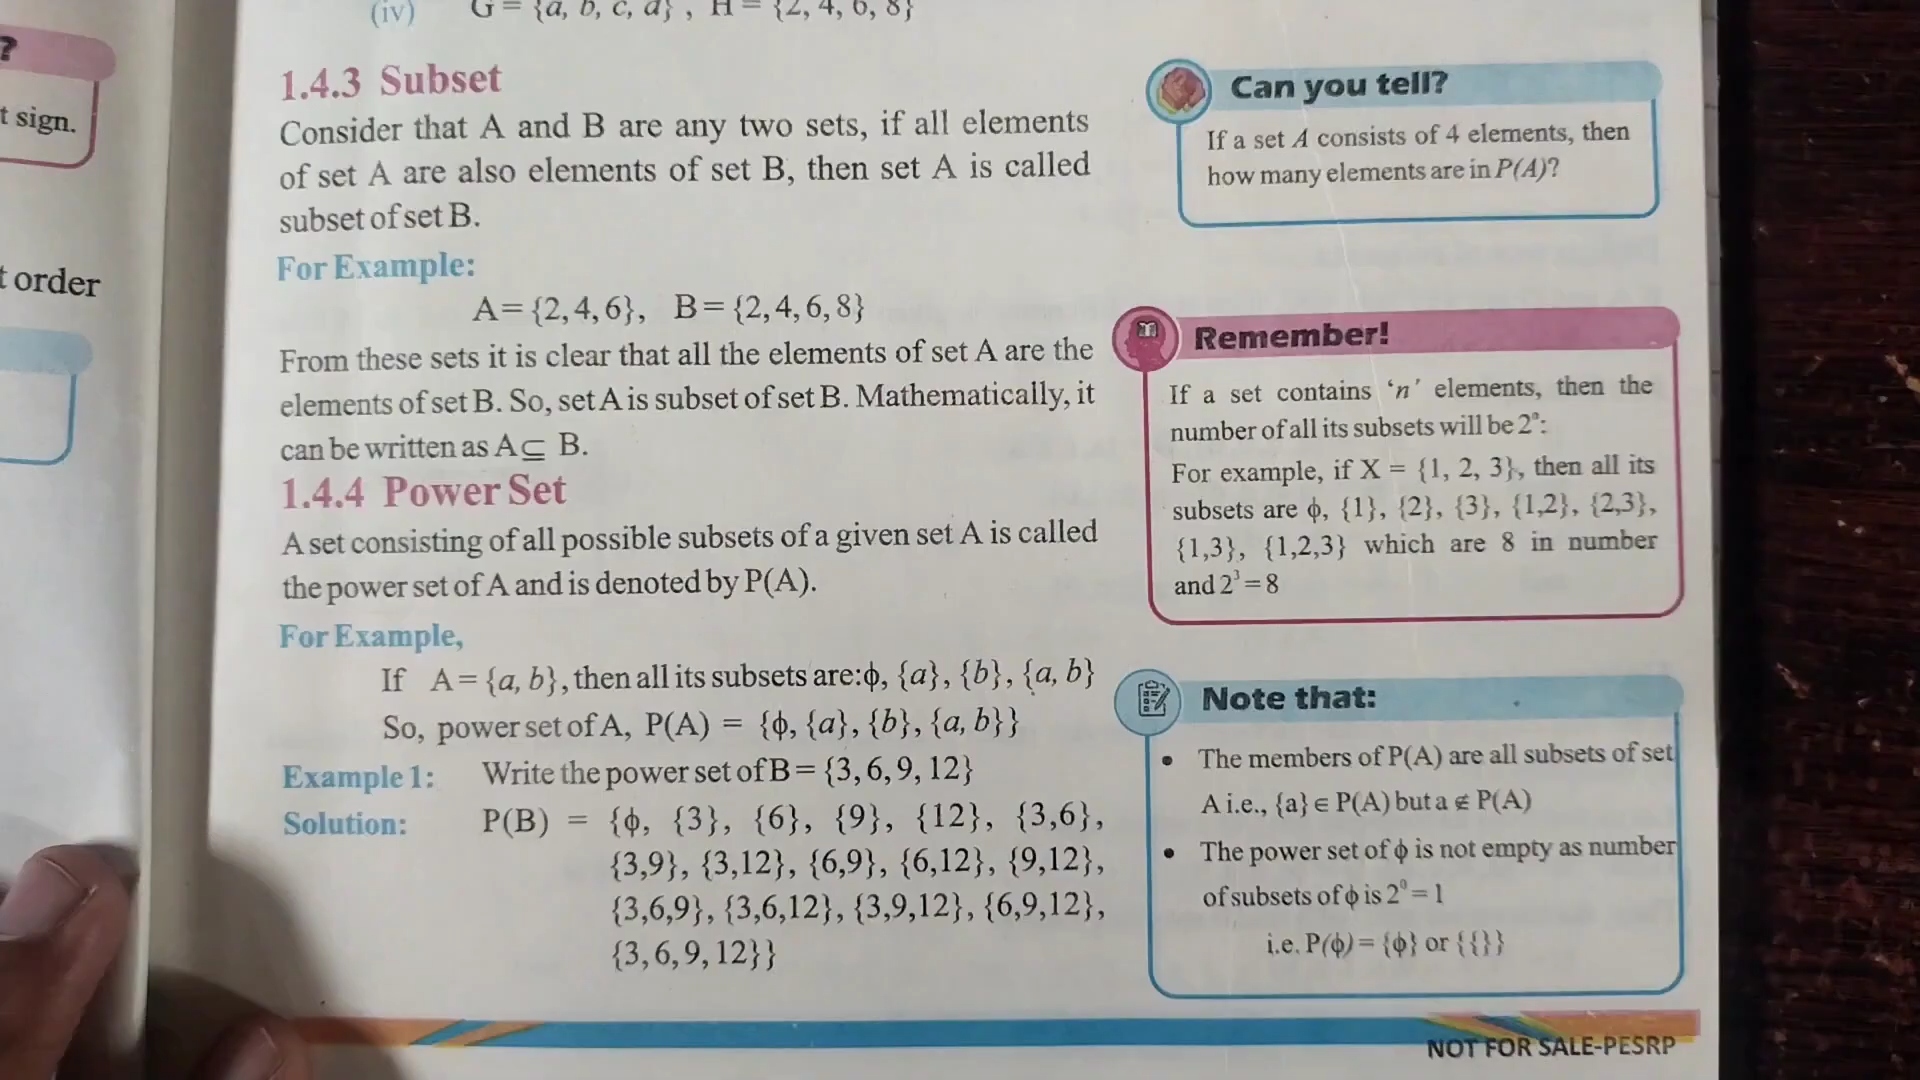 ?
t sign.
t order
(iv) G = {a, b, c, d} , H = {2, 4, 6, 8}
1.4.3 Subset
Consider that A and B are any two sets, if all elements
of set A are also elements of set B, then set A is called
subset of set B.
For Example:
A = {2, 4, 6}, B = {2, 4, 6, 8}
From these sets it is clear that all the elements of set A are the
elements of set B. So, set A is subset of set B. Mathematically, it
can be written as A ⊆ B.
1.4.4 Power Set
A set consisting of all possible subsets of a given set A is called
the power set of A and is denoted by P(A).
For Example,
If A = {a, b}, then all its subsets are: ϕ, {a}, {b}, {a, b}
So, power set of A, P(A) = {ϕ, {a}, {b}, {a, b}}
Example 1: Write the power set of B = {3, 6, 9, 12}
Solution: P(B) = {ϕ, {3}, {6}, {9}, {12}, {3,6},
{3,9}, {3,12}, {6,9}, {6,12}, {9,12},
{3,6,9}, {3,6,12}, {3,9,12}, {6,9,12},
{3, 6, 9, 12}}
Can you tell?
If a set A consists of 4 elements, then
how many elements are in P(A)?
Remember!
If a set contains ‘n’ elements, then the
number of all its subsets will be 2ⁿ:
For example, if X = {1, 2, 3}, then all its
subsets are ϕ, {1}, {2}, {3}, {1,2}, {2,3},
{1,3}, {1,2,3} which are 8 in number
and 2³ = 8
Note that:
• The members of P(A) are all subsets of set
A i.e., {a} ∈ P(A) but a ∉ P(A)
• The power set of ϕ is not empty as number
of subsets of ϕ is 2⁰ = 1
i.e. P(ϕ) = {ϕ} or {{}}
NOT FOR SALE-PESRP